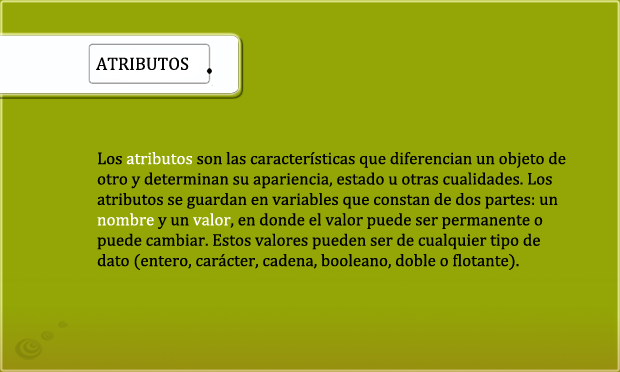 ATRIBUTOS
Los atributos son las características que diferencian un objeto de
otro y determinan su apariencia, estado u otras cualidades. Los
atributos se guardan en variables que constan de dos partes: un
nombre y un valor, en donde el valor puede ser permanente o
puede cambiar. Estos valores pueden ser de cualquier tipo de
dato (entero, carácter, cadena, booleano, doble o flotante).